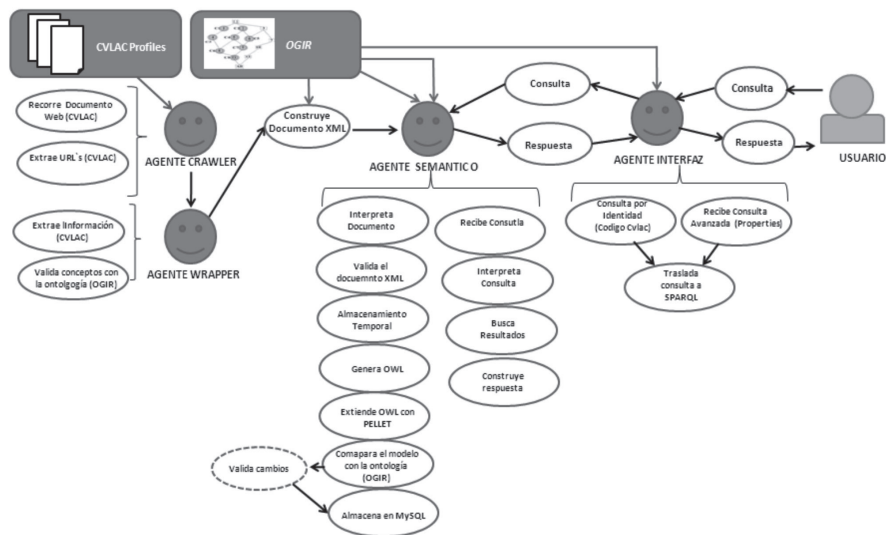 CVLAC Profiles
OGIR
Recorre Documento
Web (CVLAC)
Extrae URL`s (CVLAC)
AGENTE CRAWLER
Extrae lInformación
(CVLAC)
Valida conceptos con
la ontolgogía (OGIR)
AGENTE WRAPPER
Construye
Documento XML
AGENTE SEMANTICO
Consulta
Respuesta
AGENTE INTERFAZ
Consulta
Respuesta
USUARIO
Interpreta
Documento
Valida el
docuemnto XML
Almacenamiento
Temporal
Genera OWL
Extiende OWL con
PELLET
Comapara el modelo
con la ontología
(OGIR)
Valida cambios
Almacena en MySQL
Recibe Consutla
Interpreta
Consulta
Busca
Resultados
Construye
respuesta
Consulta por
Identidad
(Codigo Cvlac)
Recibe Consulta
Avanzada (Properties)
Traslada
consulta a
SPARQL